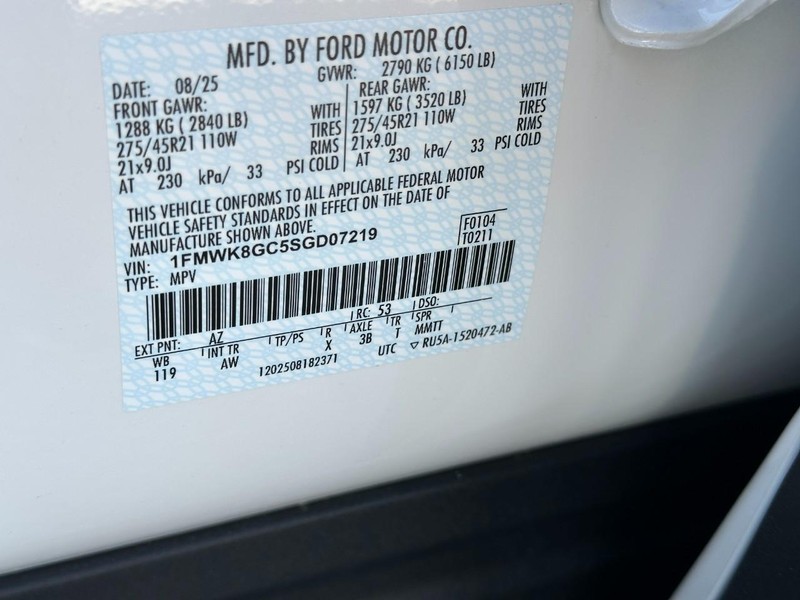 MFD. BY FORD MOTOR CO.
DATE: 08/25 GVWR: 2790 KG ( 6150 LB)
FRONT GAWR: REAR GAWR:
1288 KG ( 2840 LB) WITH 1597 KG ( 3520 LB) WITH
275/45R21 110W TIRES 275/45R21 110W TIRES
21x9.0J RIMS 21x9.0J RIMS
AT 230 kPa/ 33 PSI COLD AT 230 kPa/ 33 PSI COLD
THIS VEHICLE CONFORMS TO ALL APPLICABLE FEDERAL MOTOR
VEHICLE SAFETY STANDARDS IN EFFECT ON THE DATE OF
MANUFACTURE SHOWN ABOVE.
VIN: 1FMWK8GC5SGD07219 F0104
TYPE: MPV T0211
EXT PNT: AZ RC: 53 DSO:
WB INT TR TP/PS R AXLE TR SPR
119 AW X 3B T MMTT
1202508182371 UTC ▽ RU5A-1520472-AB